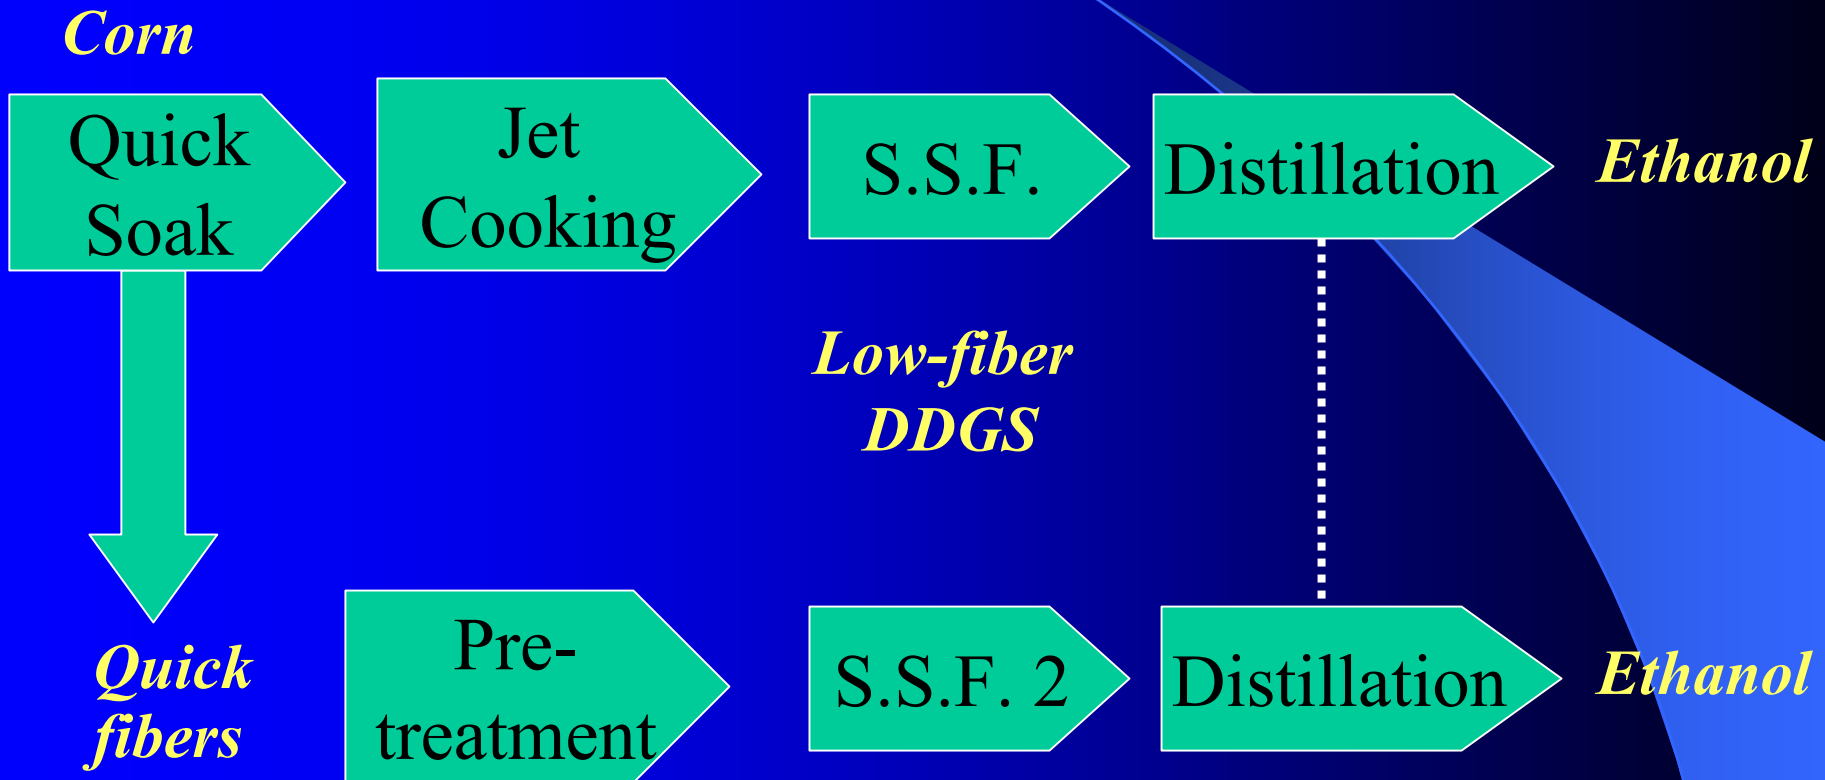 Corn
Quick
Soak
Jet
Cooking
S.S.F.
Distillation
Ethanol
Low-fiber
DDGS
Quick
fibers
Pre-
treatment
S.S.F. 2
Distillation
Ethanol